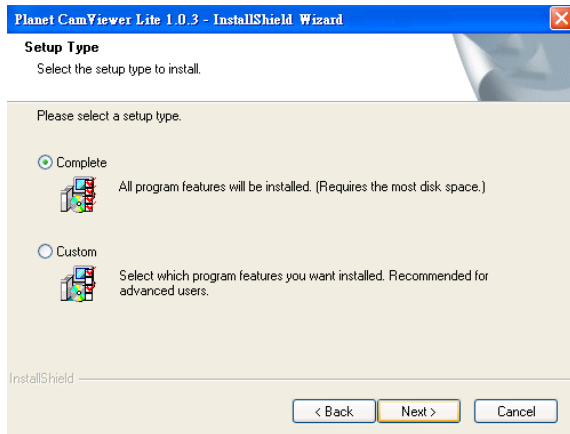 Planet CamViewer Lite 1.0.3 - InstallShield Wizard
Setup Type
Select the setup type to install.
Please select a setup type.
Complete
All program features will be installed. (Requires the most disk space.)
Custom
Select which program features you want installed. Recommended for
advanced users.
InstallShield
< Back
Next >
Cancel